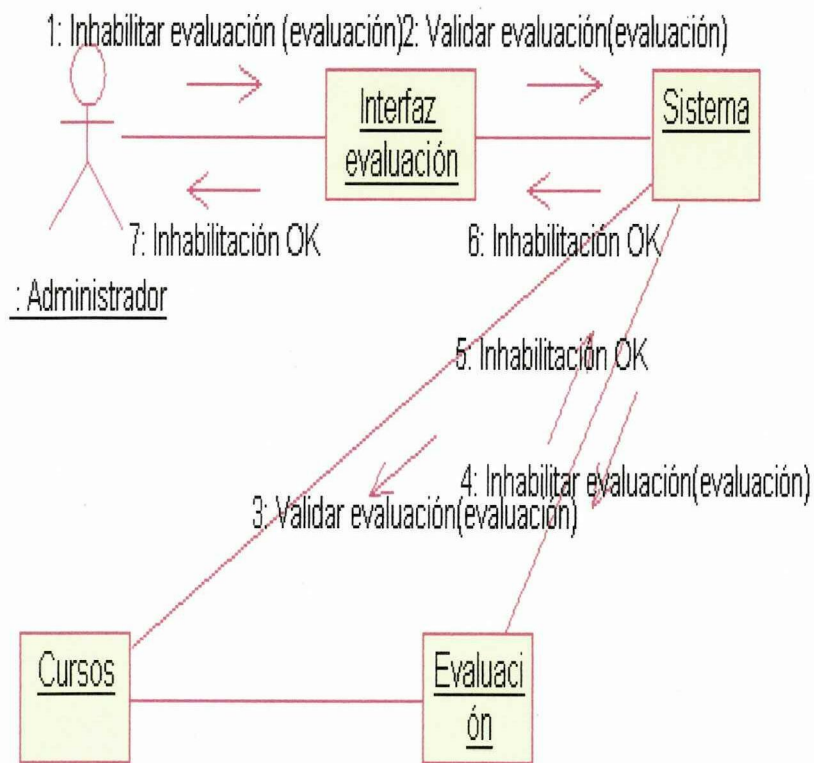 1: Inhabilitar evaluación (evaluación)
2: Validar evaluación(evaluación)
Interfaz
evaluación
Sistema
7: Inhabilitación OK
6: Inhabilitación OK
: Administrador
5: Inhabilitación OK
4: Inhabilitar evaluación(evaluación)
3: Validar evaluación(evaluación)
Cursos
Evaluaci
ón